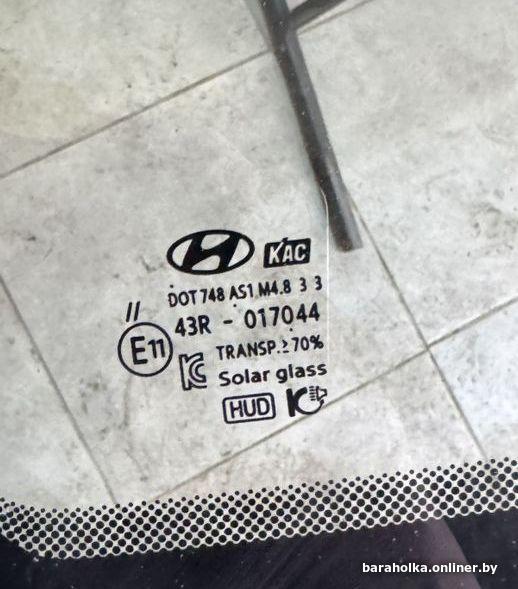 KAC
DOT 748 AS1 M4.8 3 3
//
43R - 017044
E11
TRANSP.≥70%
Solar glass
HUD
baraholka.onliner.by